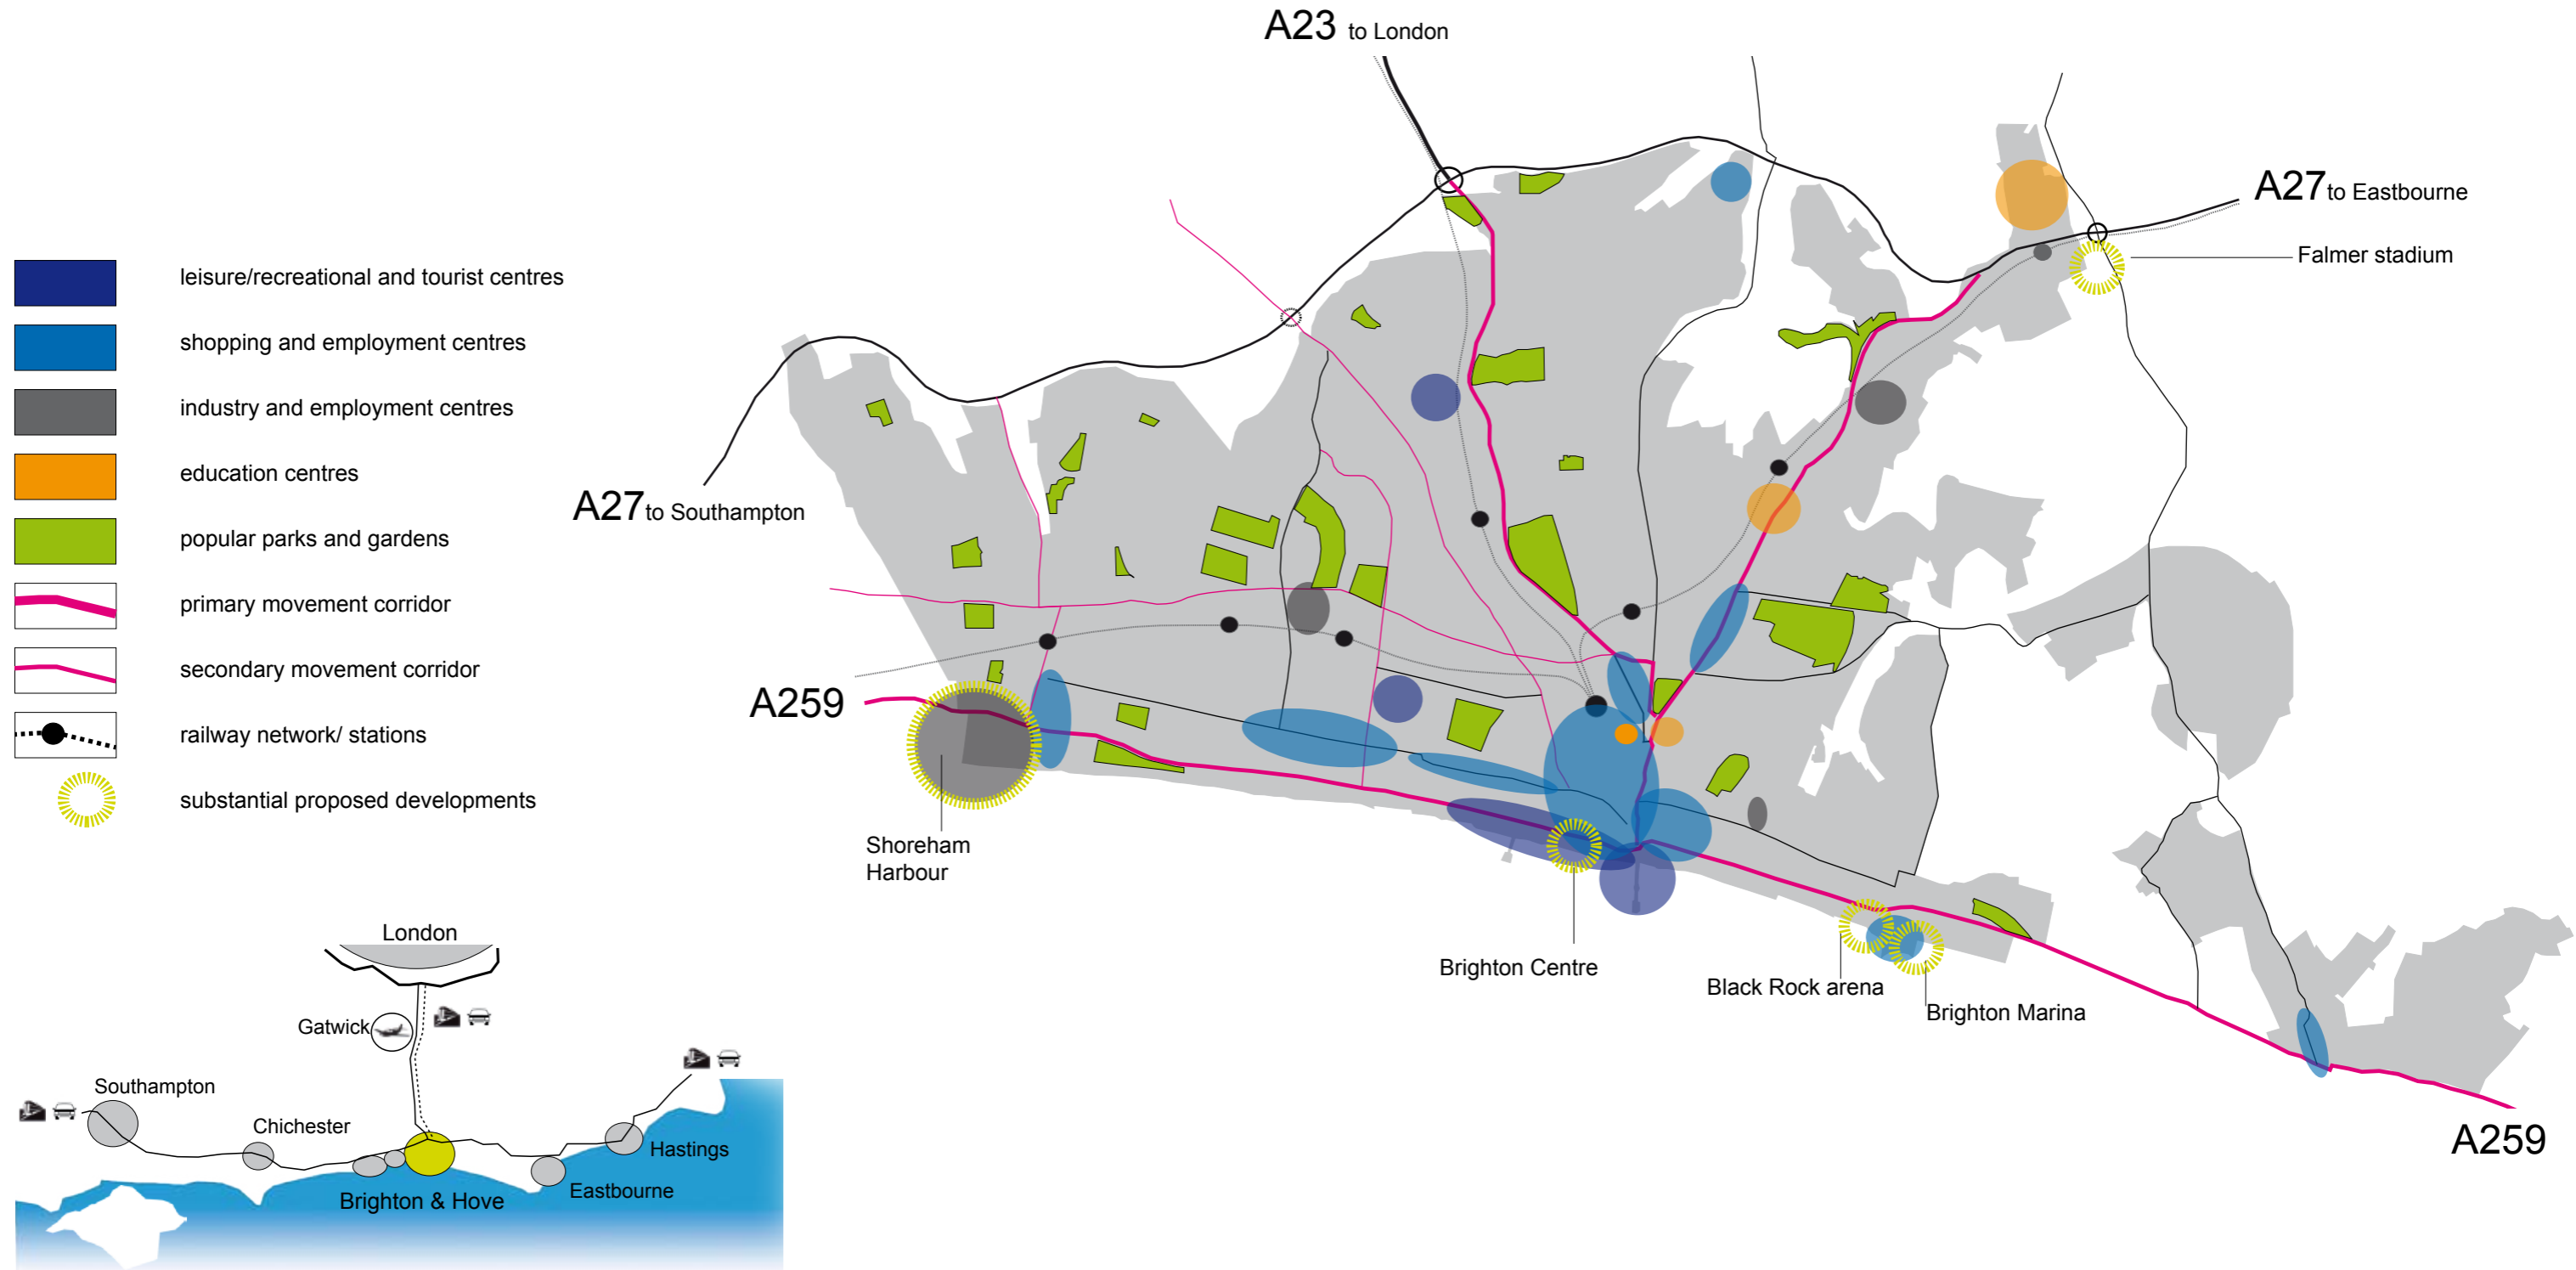 A23 to London
A27 to Eastbourne
Falmer stadium
leisure/recreational and tourist centres
shopping and employment centres
industry and employment centres
education centres
popular parks and gardens
primary movement corridor
secondary movement corridor
railway network/ stations
substantial proposed developments
A27 to Southampton
A259
Shoreham
Harbour
Brighton Centre
Black Rock arena
Brighton Marina
A259
London
Gatwick
Southampton
Chichester
Hastings
Eastbourne
Brighton & Hove